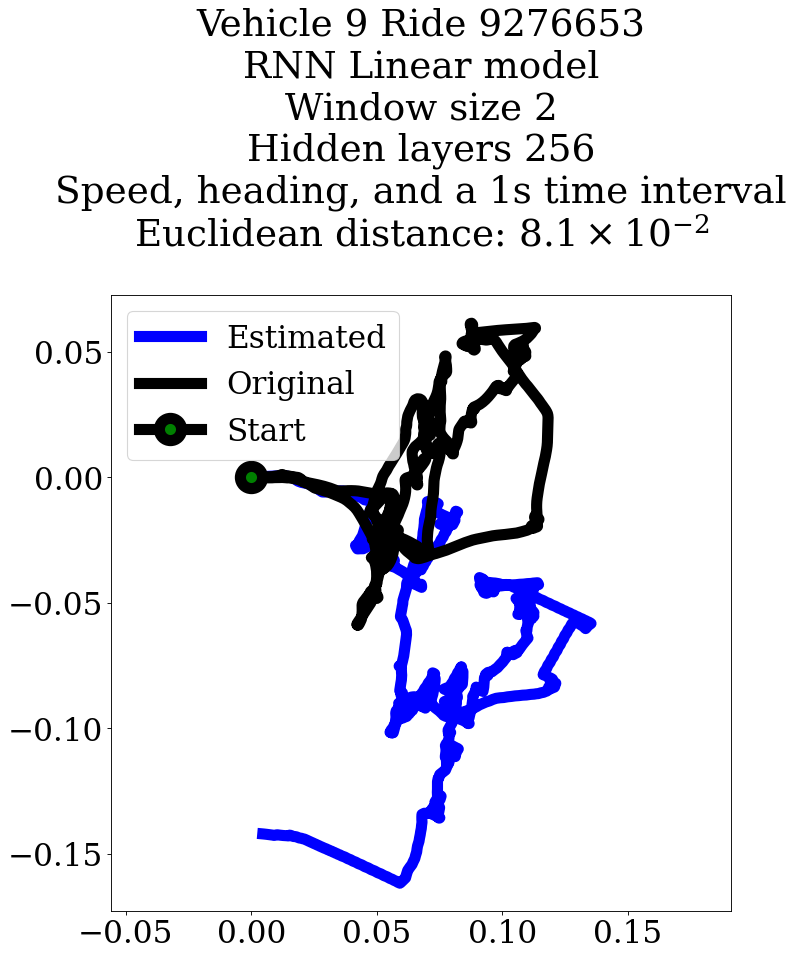 Vehicle 9 Ride 9276653
RNN Linear model
Window size 2
Hidden layers 256
Speed, heading, and a 1s time interval
Euclidean distance: 8.1 × 10⁻²
Estimated
Original
Start
0.05
0.00
−0.05
−0.10
−0.15
−0.05 0.00 0.05 0.10 0.15